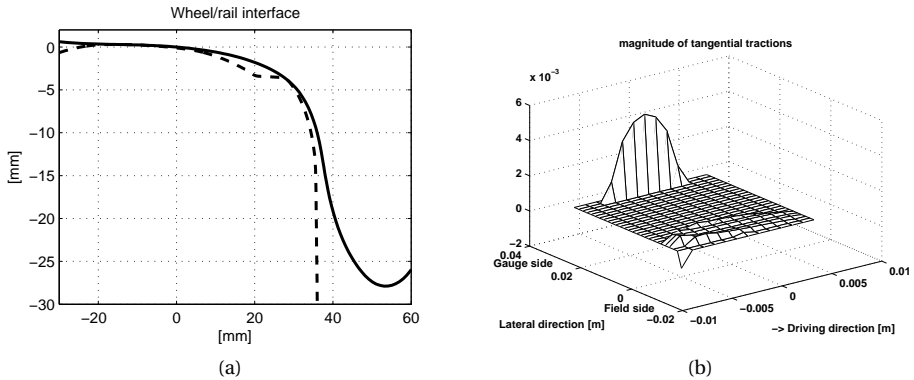 Wheel/rail interface
0
−5
−10
−15
−20
−25
−30
[mm]
−20
0
20
40
60
[mm]
(a)
magnitude of tangential tractions
x 10⁻³
6
4
2
0
−2
0.04
Gauge side
0.02
0
Field side
−0.02
Lateral direction [m]
−0.01
−0.005
0
0.005
0.01
−> Driving direction [m]
(b)